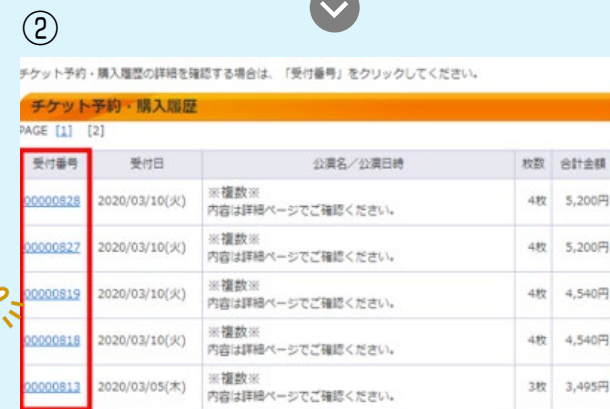 ②
チケット予約・購入履歴の詳細を確認する場合は、「受付番号」をクリックしてください。
チケット予約・購入履歴
PAGE [1] [2]
受付番号 受付日 公演名／公演日時 枚数 合計金額
00000828 2020/03/10(火) ※複数※ 4枚 5,200円
内容は詳細ページでご確認ください。
00000827 2020/03/10(火) ※複数※ 4枚 5,200円
内容は詳細ページでご確認ください。
00000819 2020/03/10(火) ※複数※ 4枚 4,540円
内容は詳細ページでご確認ください。
00000818 2020/03/10(火) ※複数※ 4枚 4,540円
内容は詳細ページでご確認ください。
00000813 2020/03/05(木) ※複数※ 3枚 3,495円
内容は詳細ページでご確認ください。